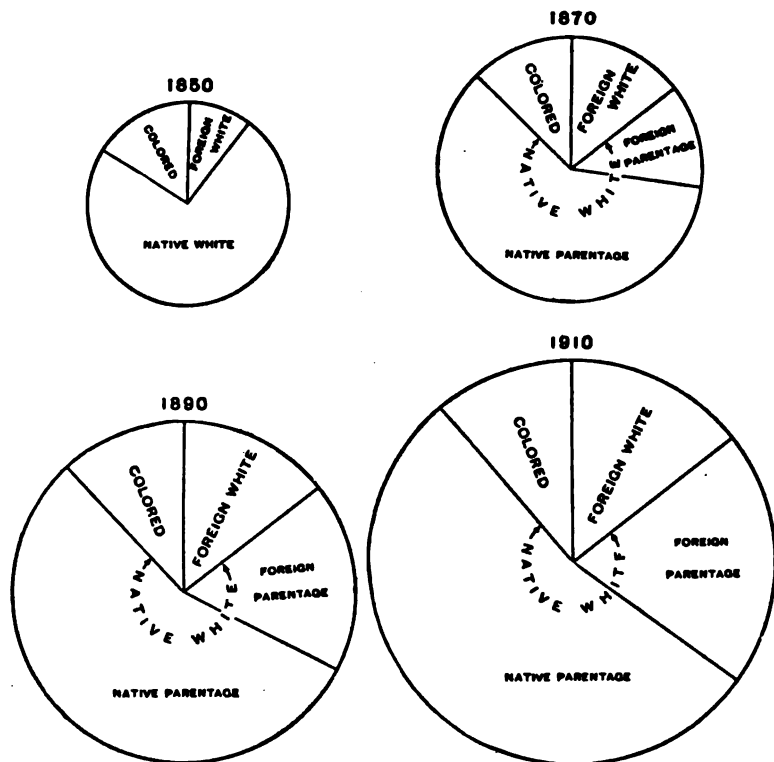 1850
COLORED
FOREIGN
WHITE
NATIVE WHITE
1870
COLORED
FOREIGN
WHITE
FOREIGN
PARENTAGE
NATIVE WHITE
NATIVE PARENTAGE
1890
COLORED
FOREIGN WHITE
FOREIGN
PARENTAGE
NATIVE WHITE
NATIVE PARENTAGE
1910
COLORED
FOREIGN WHITE
FOREIGN
PARENTAGE
NATIVE WHITE
NATIVE PARENTAGE